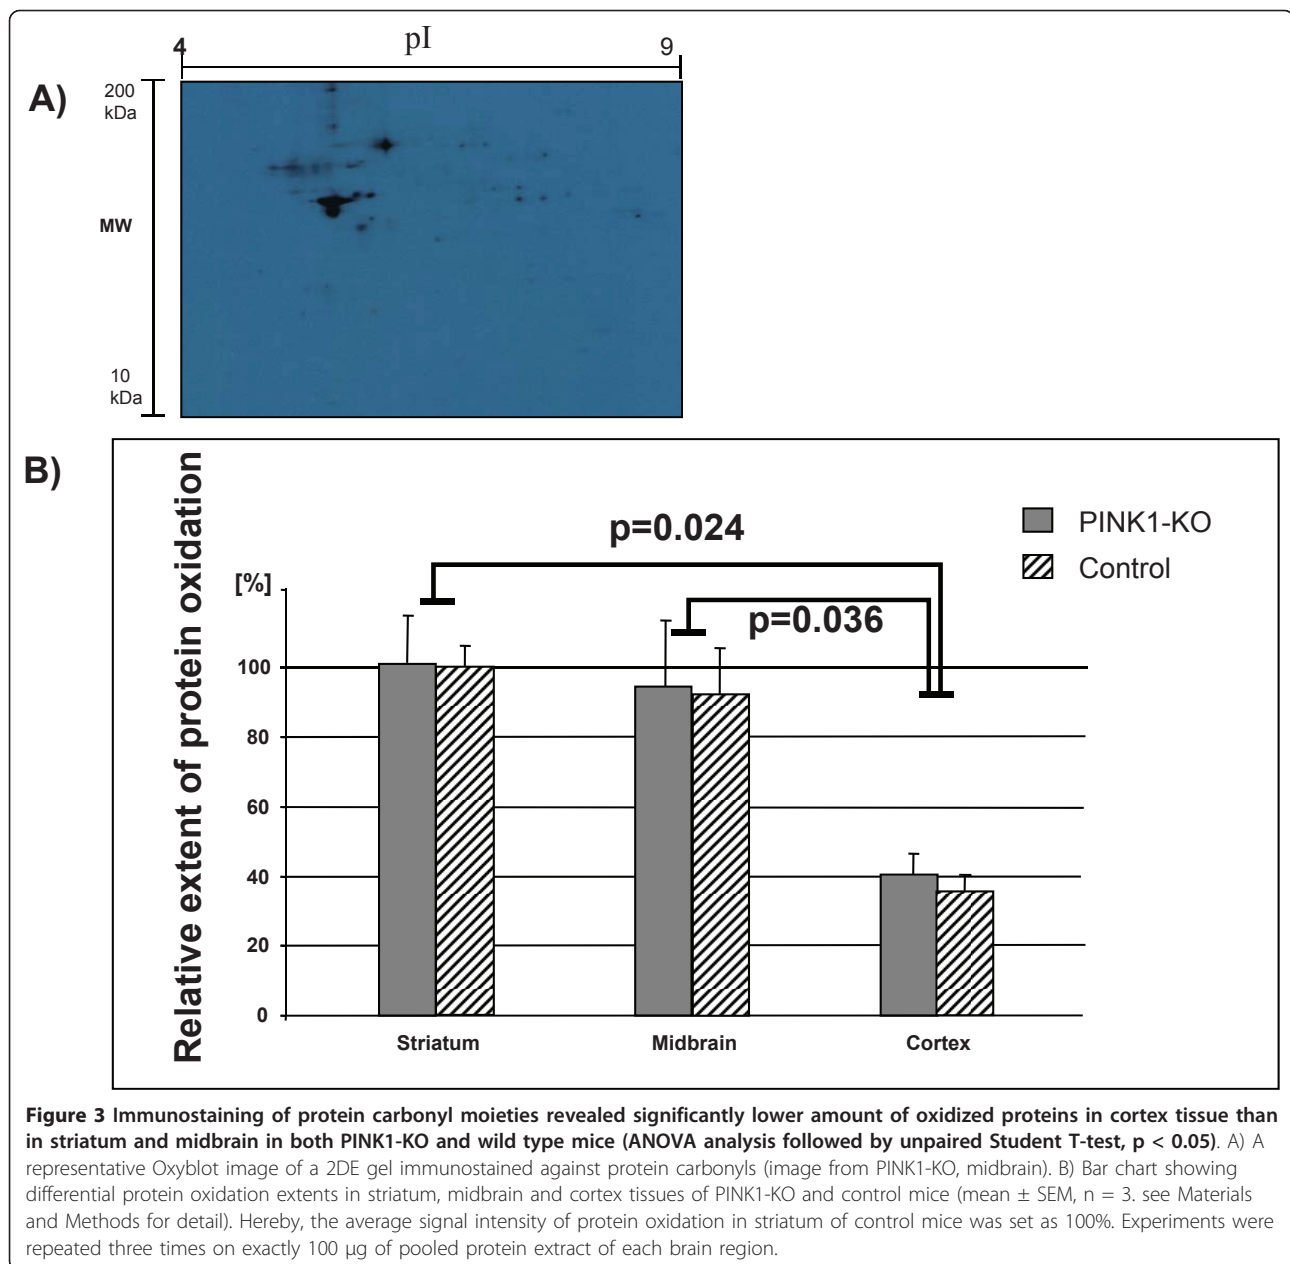 4 pI 9
A)
200
kDa
MW
10
kDa
B)
Relative extent of protein oxidation
[%]
p=0.024
p=0.036
PINK1-KO
Control
100
80
60
40
20
0
Striatum Midbrain Cortex
Figure 3 Immunostaining of protein carbonyl moieties revealed significantly lower amount of oxidized proteins in cortex tissue than
in striatum and midbrain in both PINK1-KO and wild type mice (ANOVA analysis followed by unpaired Student T-test, p < 0.05). A) A
representative Oxyblot image of a 2DE gel immunostained against protein carbonyls (image from PINK1-KO, midbrain). B) Bar chart showing
differential protein oxidation extents in striatum, midbrain and cortex tissues of PINK1-KO and control mice (mean ± SEM, n = 3. see Materials
and Methods for detail). Hereby, the average signal intensity of protein oxidation in striatum of control mice was set as 100%. Experiments were
repeated three times on exactly 100 μg of pooled protein extract of each brain region.